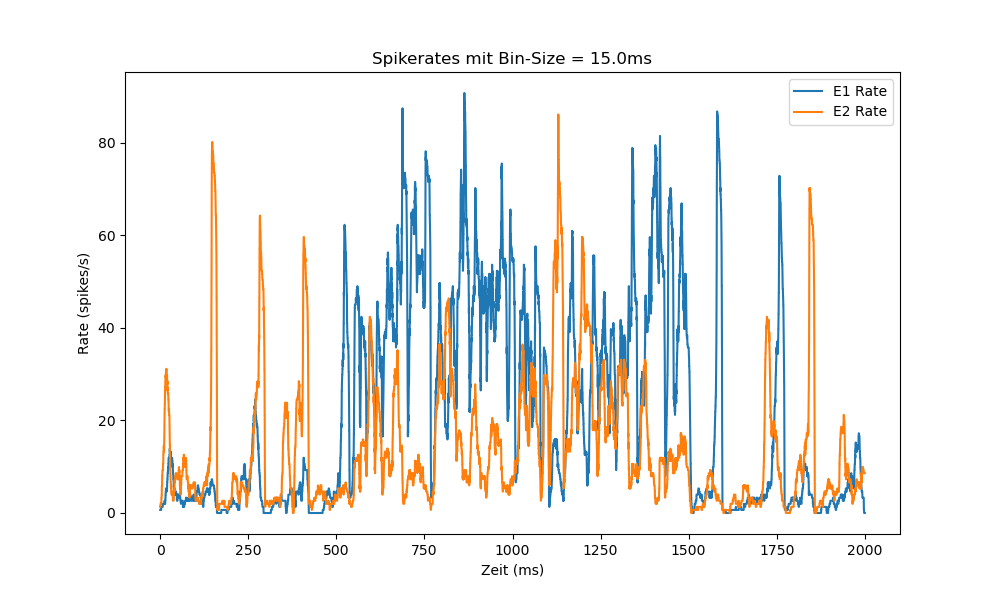 Spikerates mit Bin-Size = 15.0ms
E1 Rate
E2 Rate
Rate (spikes/s)
80
60
40
20
0
0 250 500 750 1000 1250 1500 1750 2000
Zeit (ms)